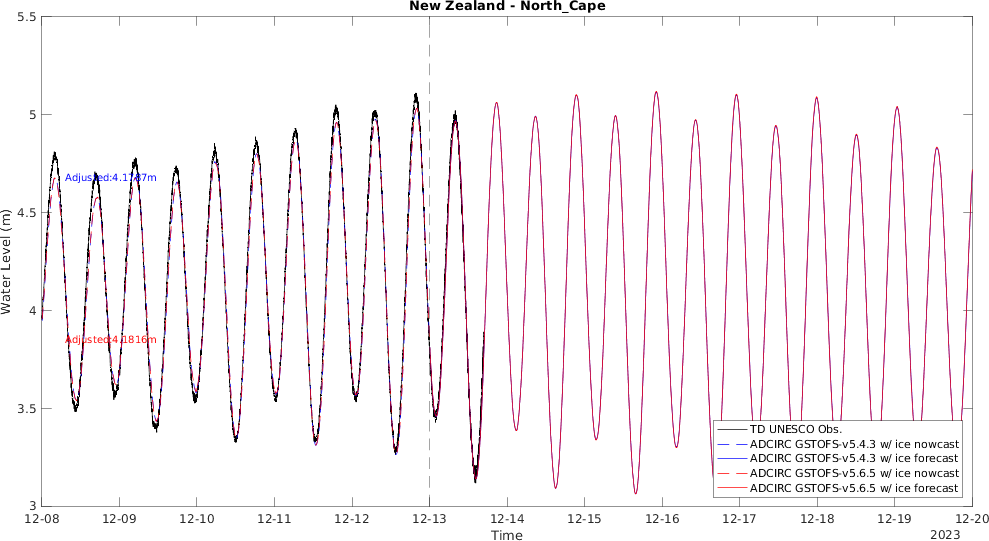 New Zealand - North_Cape
5.5
5
4.5
4
3.5
3
Water Level (m)
Adjusted:4.1787m
Adjusted:4.1816m
TD UNESCO Obs.
ADCIRC GSTOFS-v5.4.3 w/ ice nowcast
ADCIRC GSTOFS-v5.4.3 w/ ice forecast
ADCIRC GSTOFS-v5.6.5 w/ ice nowcast
ADCIRC GSTOFS-v5.6.5 w/ ice forecast
12-08 12-09 12-10 12-11 12-12 12-13 12-14 12-15 12-16 12-17 12-18 12-19 12-20
Time
2023